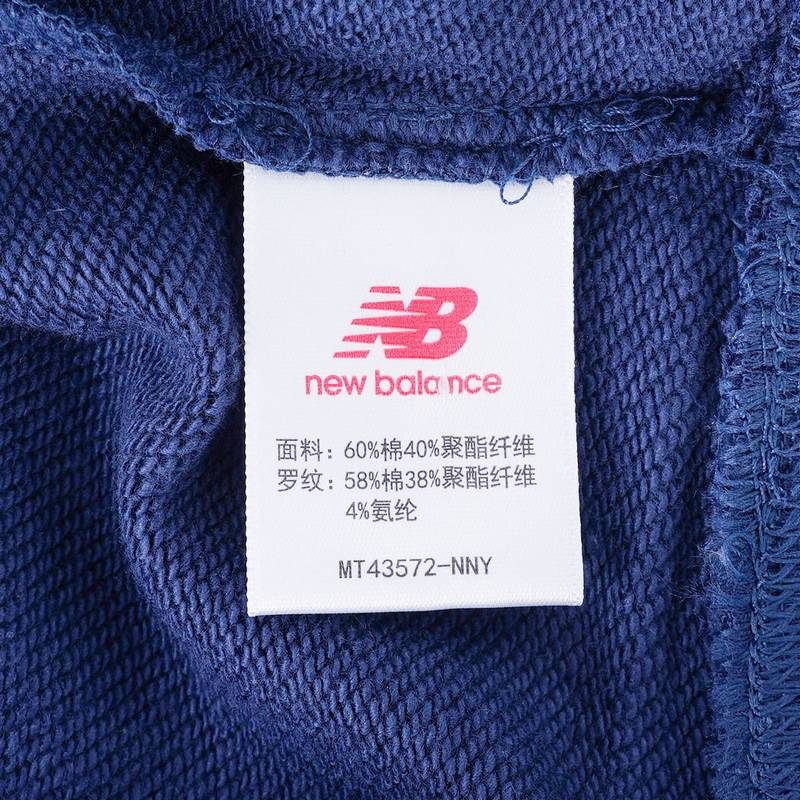 NB
new balance
面料：60%棉40%聚酯纤维
罗纹：58%棉38%聚酯纤维
4%氨纶
MT43572-NNY